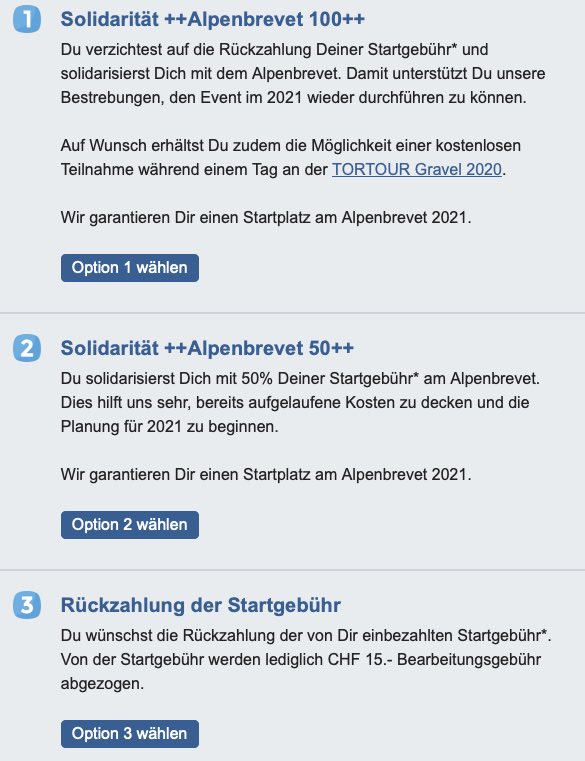 1 Solidarität ++Alpenbrevet 100++
Du verzichtest auf die Rückzahlung Deiner Startgebühr* und
solidarisierst Dich mit dem Alpenbrevet. Damit unterstützt Du unsere
Bestrebungen, den Event im 2021 wieder durchführen zu können.
Auf Wunsch erhältst Du zudem die Möglichkeit einer kostenlosen
Teilnahme während einem Tag an der TORTOUR Gravel 2020.
Wir garantieren Dir einen Startplatz am Alpenbrevet 2021.
Option 1 wählen
2 Solidarität ++Alpenbrevet 50++
Du solidarisierst Dich mit 50% Deiner Startgebühr* am Alpenbrevet.
Dies hilft uns sehr, bereits aufgelaufene Kosten zu decken und die
Planung für 2021 zu beginnen.
Wir garantieren Dir einen Startplatz am Alpenbrevet 2021.
Option 2 wählen
3 Rückzahlung der Startgebühr
Du wünschst die Rückzahlung der von Dir einbezahlten Startgebühr*.
Von der Startgebühr werden lediglich CHF 15.- Bearbeitungsgebühr
abgezogen.
Option 3 wählen